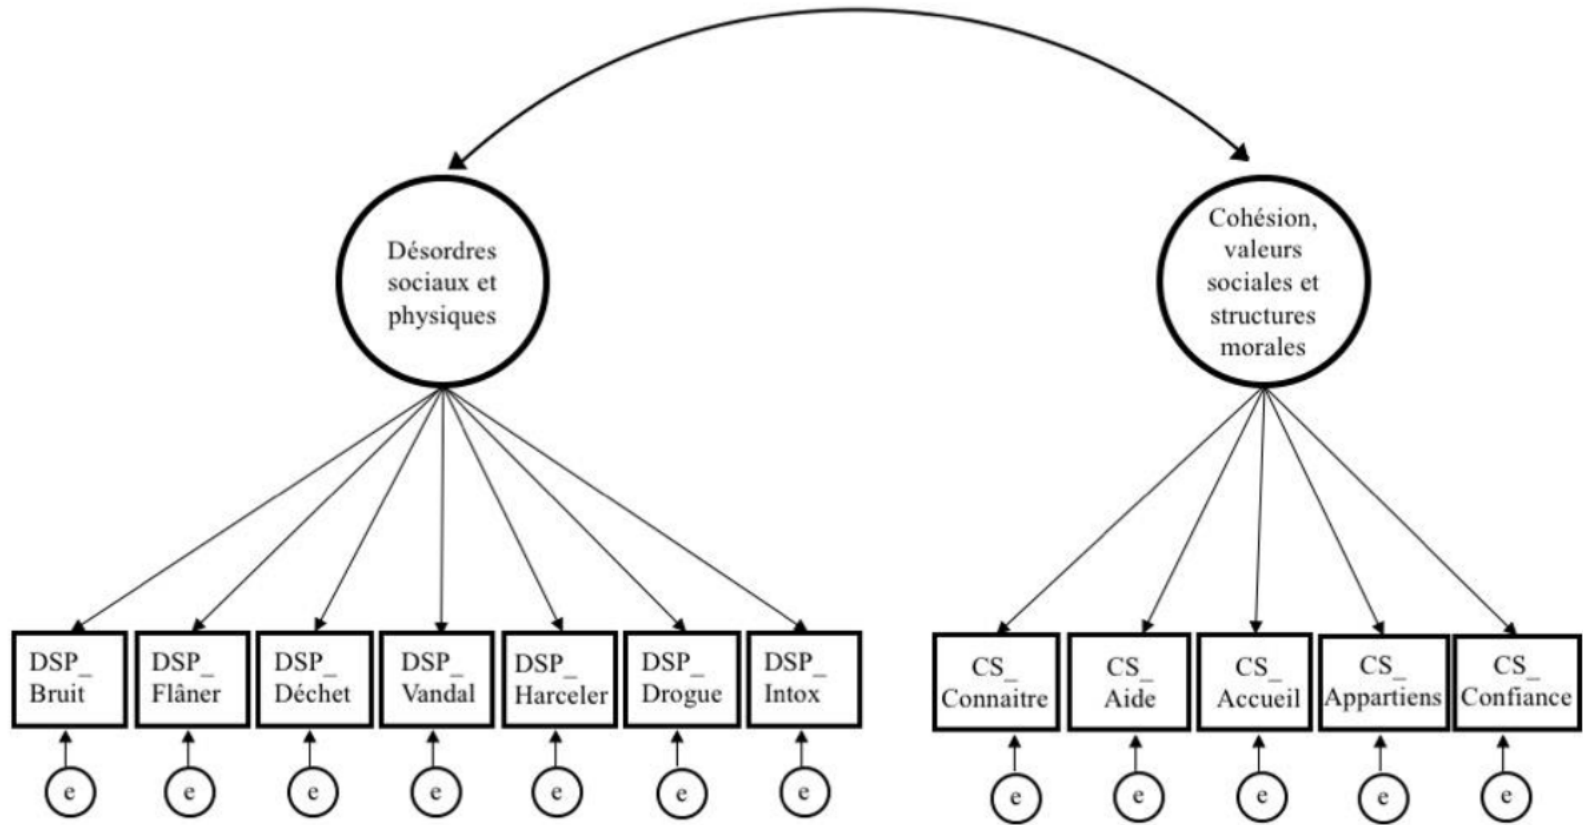 Désordres
sociaux et
physiques
Cohésion,
valeurs
sociales et
structures
morales
DSP_
Bruit
DSP_
Flâner
DSP_
Déchet
DSP_
Vandal
DSP_
Harceler
DSP_
Drogue
DSP_
Intox
CS_
Connaitre
CS_
Aide
CS_
Accueil
CS_
Appartiens
CS_
Confiance
e
e
e
e
e
e
e
e
e
e
e
e